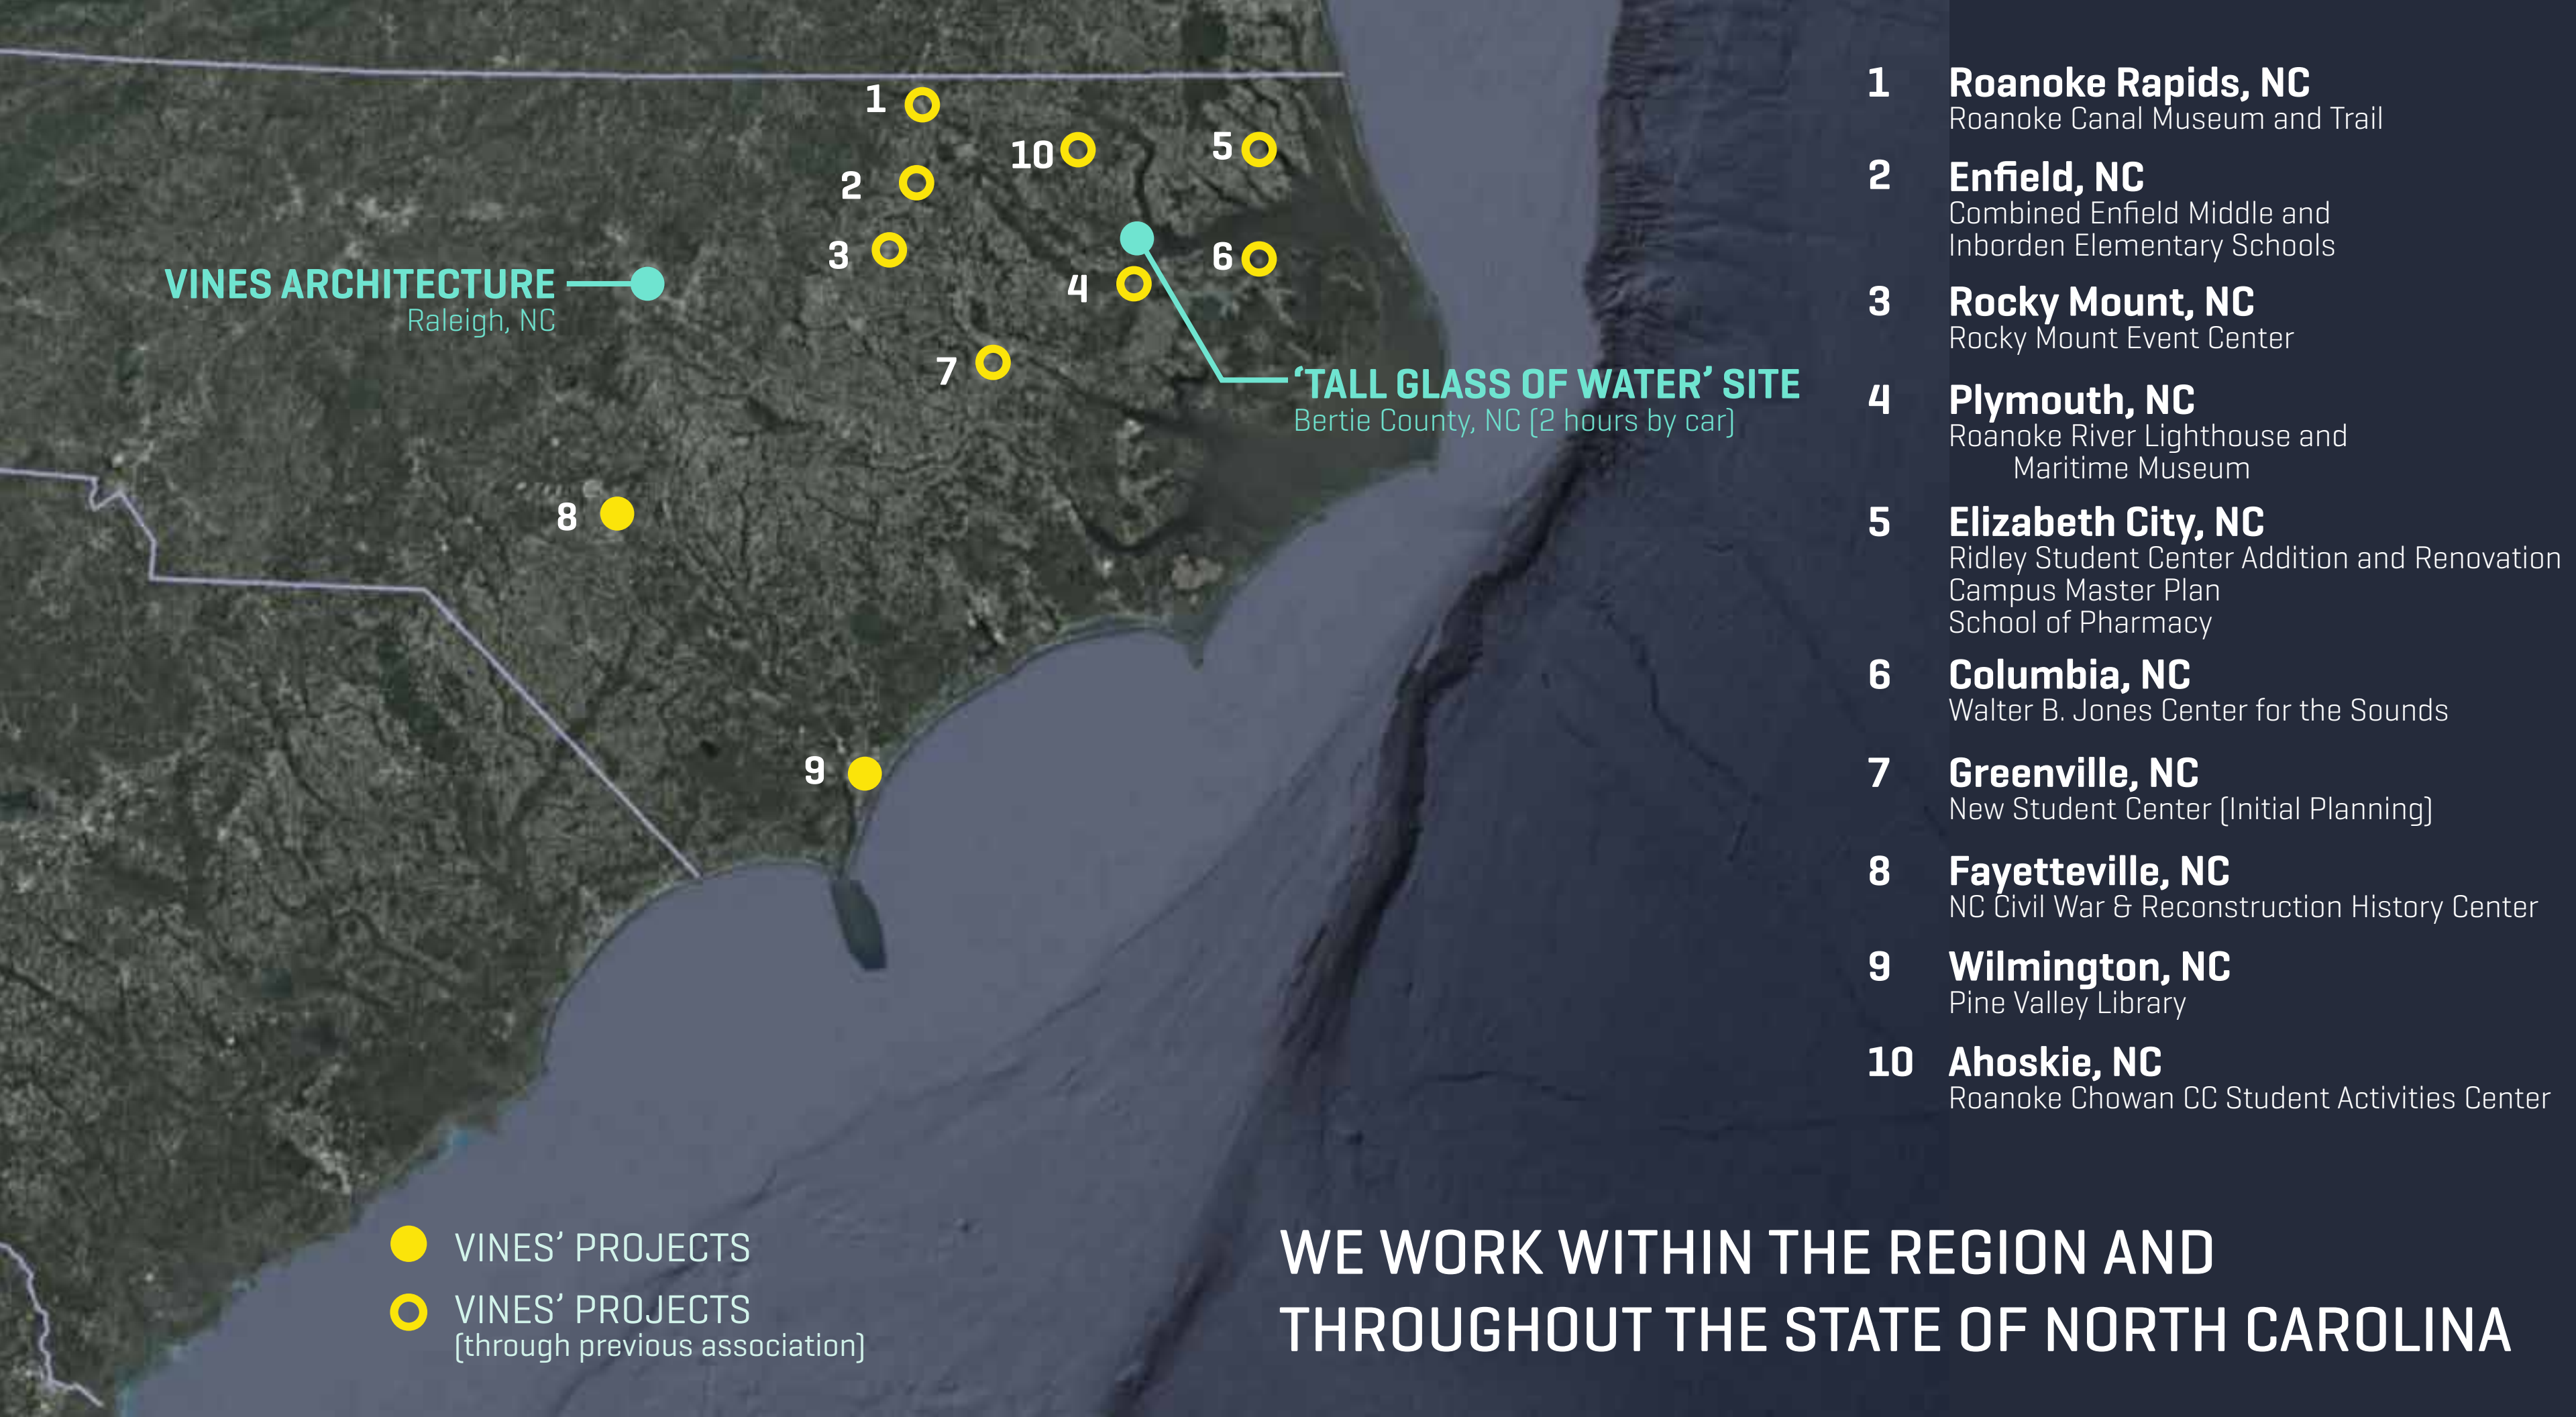 1
10
5
2
3
6
4
VINES ARCHITECTURE
Raleigh, NC
7
‘TALL GLASS OF WATER’ SITE
Bertie County, NC (2 hours by car)
8
9
1 Roanoke Rapids, NC
Roanoke Canal Museum and Trail
2 Enfield, NC
Combined Enfield Middle and
Inborden Elementary Schools
3 Rocky Mount, NC
Rocky Mount Event Center
4 Plymouth, NC
Roanoke River Lighthouse and
Maritime Museum
5 Elizabeth City, NC
Ridley Student Center Addition and Renovation
Campus Master Plan
School of Pharmacy
6 Columbia, NC
Walter B. Jones Center for the Sounds
7 Greenville, NC
New Student Center (Initial Planning)
8 Fayetteville, NC
NC Civil War & Reconstruction History Center
9 Wilmington, NC
Pine Valley Library
10 Ahoskie, NC
Roanoke Chowan CC Student Activities Center
VINES’ PROJECTS
VINES’ PROJECTS
(through previous association)
WE WORK WITHIN THE REGION AND
THROUGHOUT THE STATE OF NORTH CAROLINA